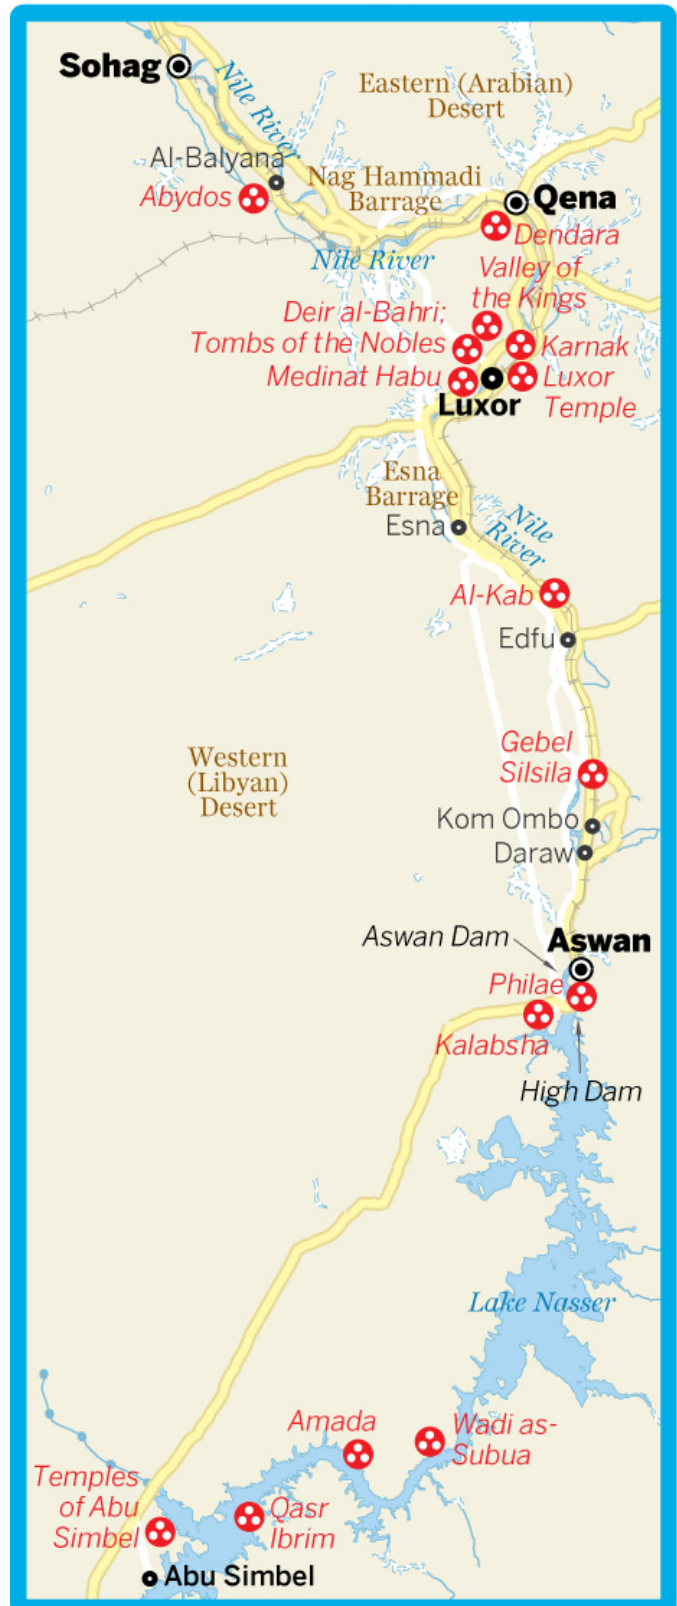 Sohag
Nile River
Eastern (Arabian)
Desert
Al-Balyana
Nag Hammadi
Barrage
Abydos
Qena
Dendara
Nile River
Valley of
the Kings
Deir al-Bahri;
Tombs of the Nobles
Karnak
Medinat Habu
Luxor
Temple
Luxor
Esna
Barrage
Esna
Nile
River
Al-Kab
Edfu
Gebel
Silsila
Western
(Libyan)
Desert
Kom Ombo
Daraw
Aswan Dam
Aswan
Philae
Kalabsha
High Dam
Lake Nasser
Amada
Wadi as-
Subua
Temples
of Abu
Simbel
Qasr
Ibrim
Abu Simbel